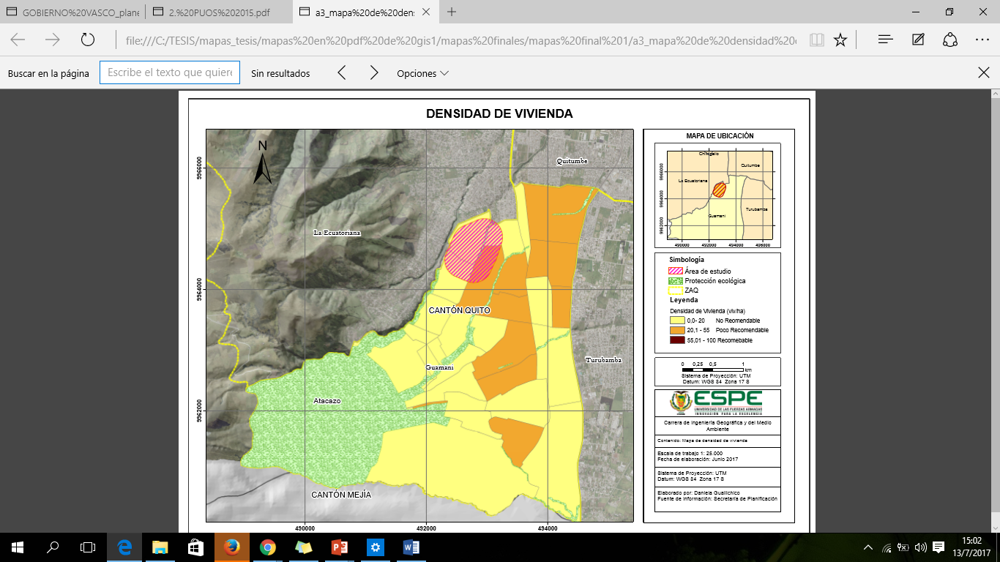 GOBIERNO%20VASCO_plane
2.%20PUOS%202015.pdf
a3_mapa%20de%20dens
file:///C:/TESIS/mapas_tesis/mapas%20en%20pdf%20de%20gis1/mapas%20finales/mapas%20final%201/a3_mapa%20de%20densidad%20
Buscar en la página
Escribe el texto que quiere
Sin resultados
Opciones
DENSIDAD DE VIVIENDA
N
Quitumbe
La Ecuatoriana
CANTÓN QUITO
Guamaní
Turubamba
Atacazo
CANTÓN MEJÍA
9966000
9964000
9962000
490000
492000
494000
MAPA DE UBICACIÓN
Chillogallo
Quitumbe
La Ecuatoriana
Guamaní
Turubamba
9966000
9964000
9962000
490000
492000
494000
496000
Simbología
Área de estudio
Protección ecológica
ZAQ
Leyenda
Densidad de Vivienda (viv/ha)
0,0- 20 No Reomendable
20,1 - 55 Poco Recomendable
55,01 - 100 Recomebable
0 0,25 0,5 1
km
Sistema de Proyección: UTM
Datum: WGS 84 Zona 17 S
ESPE
UNIVERSIDAD DE LAS FUERZAS ARMADAS
INNOVACIÓN PARA LA EXCELENCIA
Carrera de Ingeniería Geográfica y del Medio
Ambiente
Contenido: Mapa de densidad de vivienda
Escala de trabajo 1: 25.000
Fecha de elaboración: Junio 2017
Sistema de Proyección: UTM
Datum: WGS 84 Zona 17 S
Elaborado por: Daniela Guallichico
Fuente de información: Secretaría de Planificación
15:02
13/7/2017